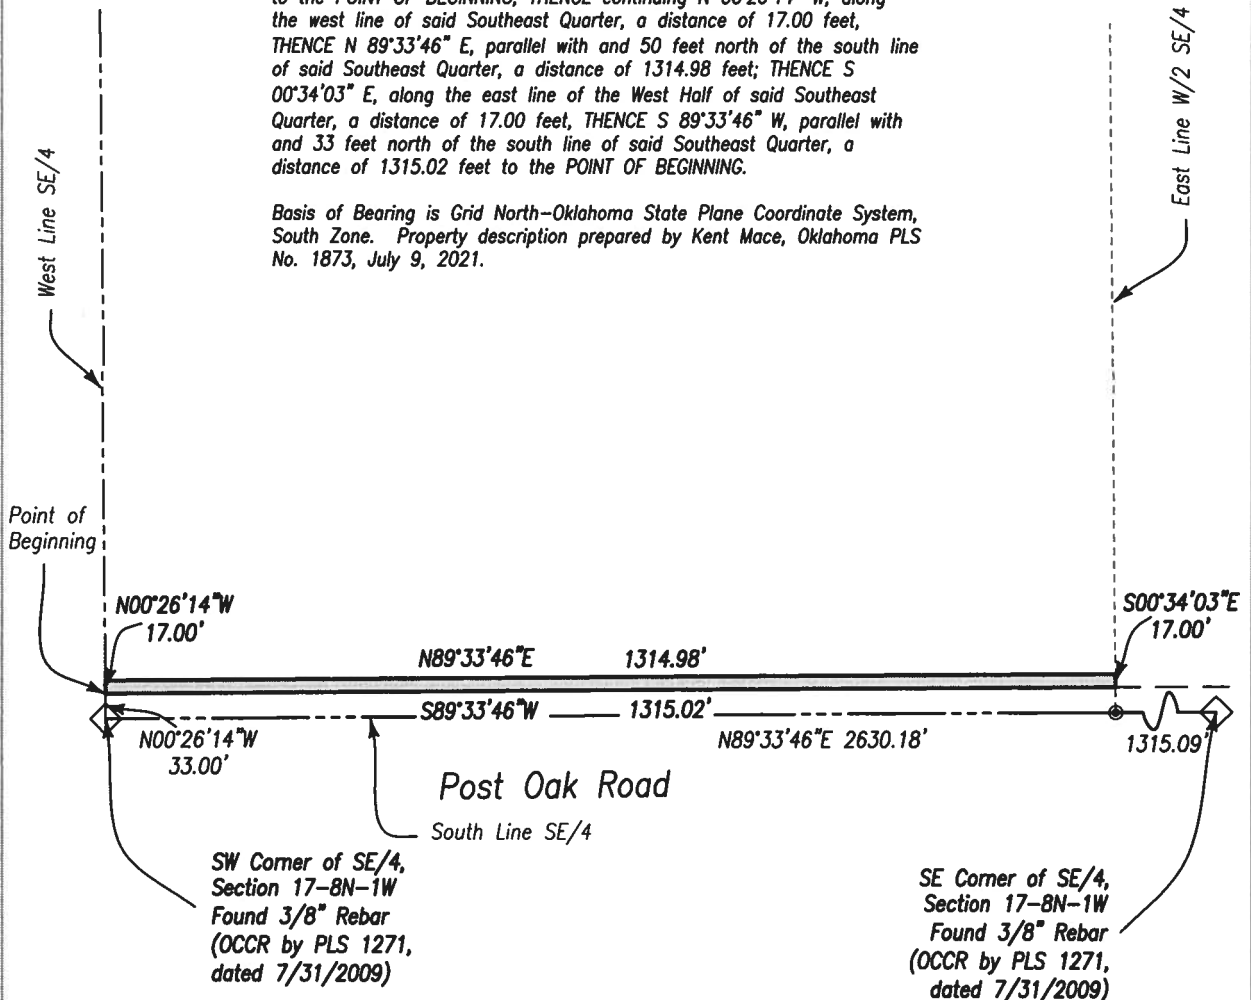 the west line of said Southeast Quarter, a distance of 17.00 feet,
THENCE N 89°33'46" E, parallel with and 50 feet north of the south line
of said Southeast Quarter, a distance of 1314.98 feet; THENCE S
00°34'03" E, along the east line of the West Half of said Southeast
Quarter, a distance of 17.00 feet, THENCE S 89°33'46" W, parallel with
and 33 feet north of the south line of said Southeast Quarter, a
distance of 1315.02 feet to the POINT OF BEGINNING.
Basis of Bearing is Grid North-Oklahoma State Plane Coordinate System,
South Zone. Property description prepared by Kent Mace, Oklahoma PLS
No. 1873, July 9, 2021.
West Line SE/4
East Line W/2 SE/4
Point of
Beginning
N00°26'14"W
17.00'
S00°34'03"E
17.00'
N89°33'46"E 1314.98'
S89°33'46"W 1315.02'
N00°26'14"W
33.00'
N89°33'46"E 2630.18'
1315.09'
Post Oak Road
South Line SE/4
SW Corner of SE/4,
Section 17-8N-1W
Found 3/8" Rebar
(OCCR by PLS 1271,
dated 7/31/2009)
SE Corner of SE/4,
Section 17-8N-1W
Found 3/8" Rebar
(OCCR by PLS 1271,
dated 7/31/2009)